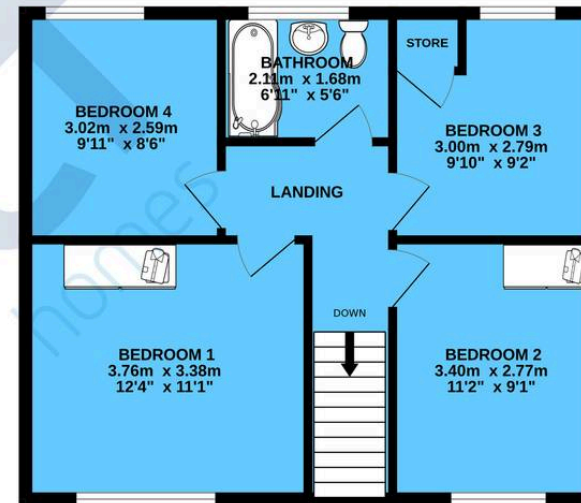 BATHROOM
2.11m x 1.68m
6'11" x 5'6"
STORE
BEDROOM 4
3.02m x 2.59m
9'11" x 8'6"
BEDROOM 3
3.00m x 2.79m
9'10" x 9'2"
LANDING
homes
DOWN
BEDROOM 1
3.76m x 3.38m
12'4" x 11'1"
BEDROOM 2
3.40m x 2.77m
11'2" x 9'1"